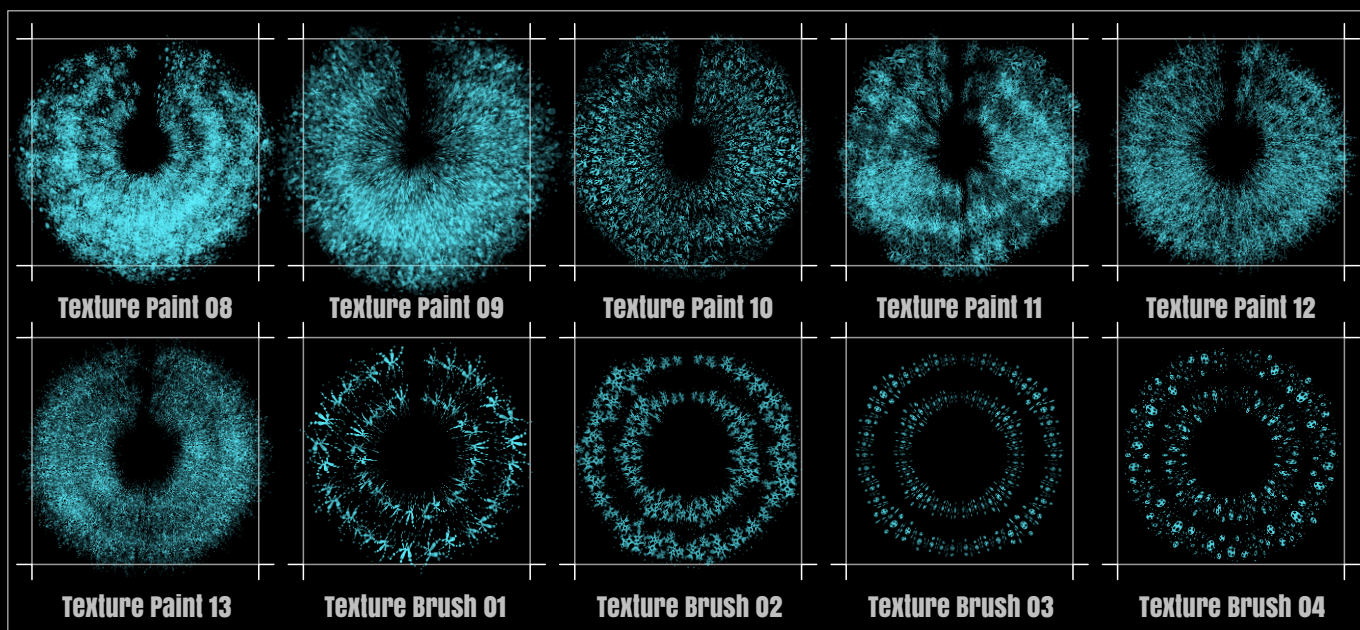 Texture Paint 08
Texture Paint 09
Texture Paint 10
Texture Paint 11
Texture Paint 12
Texture Paint 13
Texture Brush 01
Texture Brush 02
Texture Brush 03
Texture Brush 04